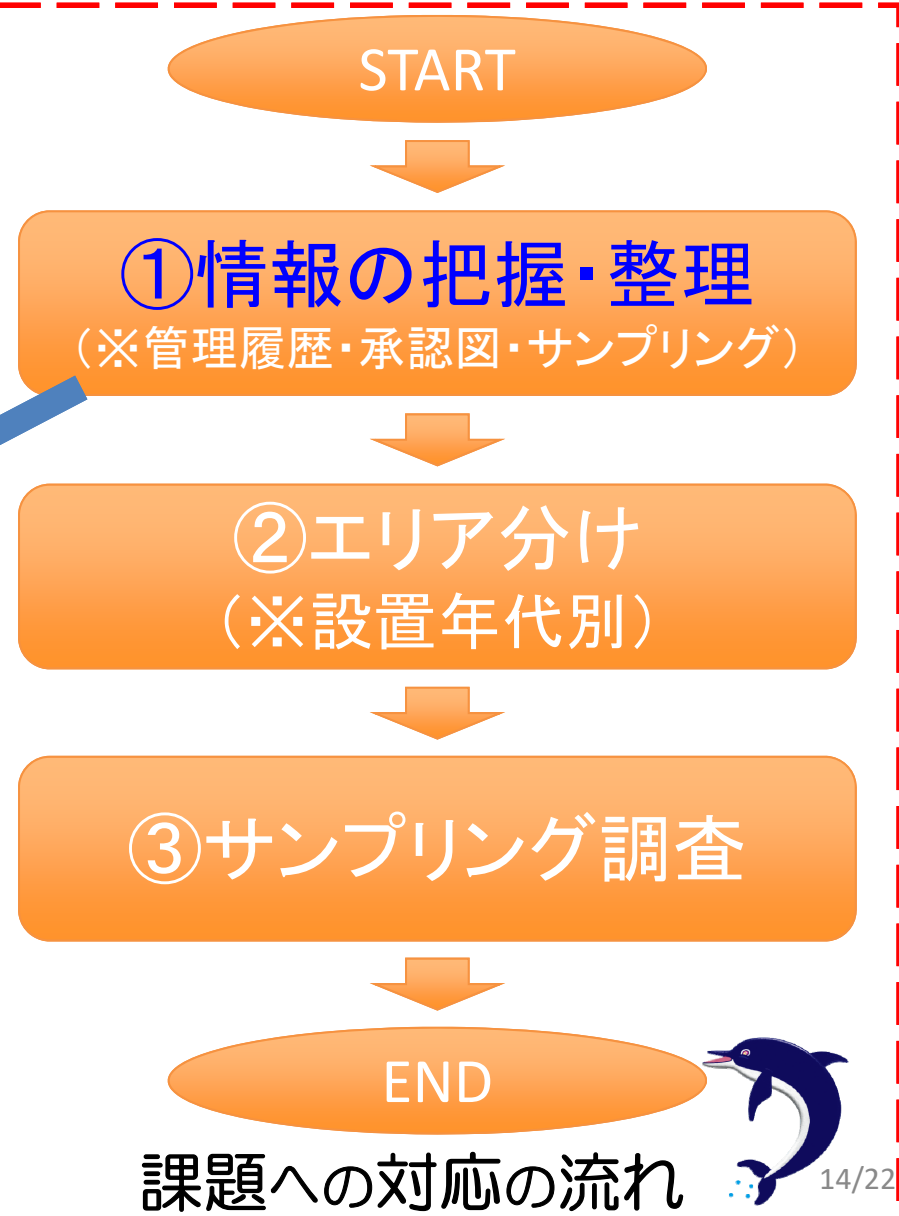 START
①情報の把握・整理
（※管理履歴・承認図・サンプリング）
②エリア分け
（※設置年代別）
③サンプリング調査
END
課題への対応の流れ
14/22